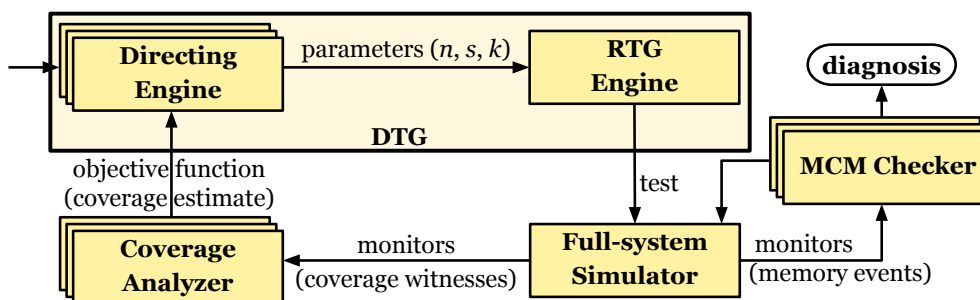 Directing
Engine
parameters (n, s, k)
RTG
Engine
DTG
diagnosis
MCM Checker
objective function
(coverage estimate)
test
Coverage
Analyzer
monitors
(coverage witnesses)
Full-system
Simulator
monitors
(memory events)